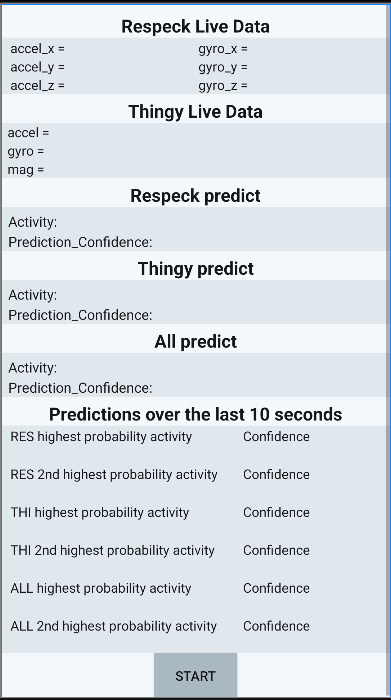 Respeck Live Data
accel_x = gyro_x =
accel_y = gyro_y =
accel_z = gyro_z =
Thingy Live Data
accel =
gyro =
mag =
Respeck predict
Activity:
Prediction_Confidence:
Thingy predict
Activity:
Prediction_Confidence:
All predict
Activity:
Prediction_Confidence:
Predictions over the last 10 seconds
RES highest probability activity Confidence
RES 2nd highest probability activity Confidence
THI highest probability activity Confidence
THI 2nd highest probability activity Confidence
ALL highest probability activity Confidence
ALL 2nd highest probability activity Confidence
START